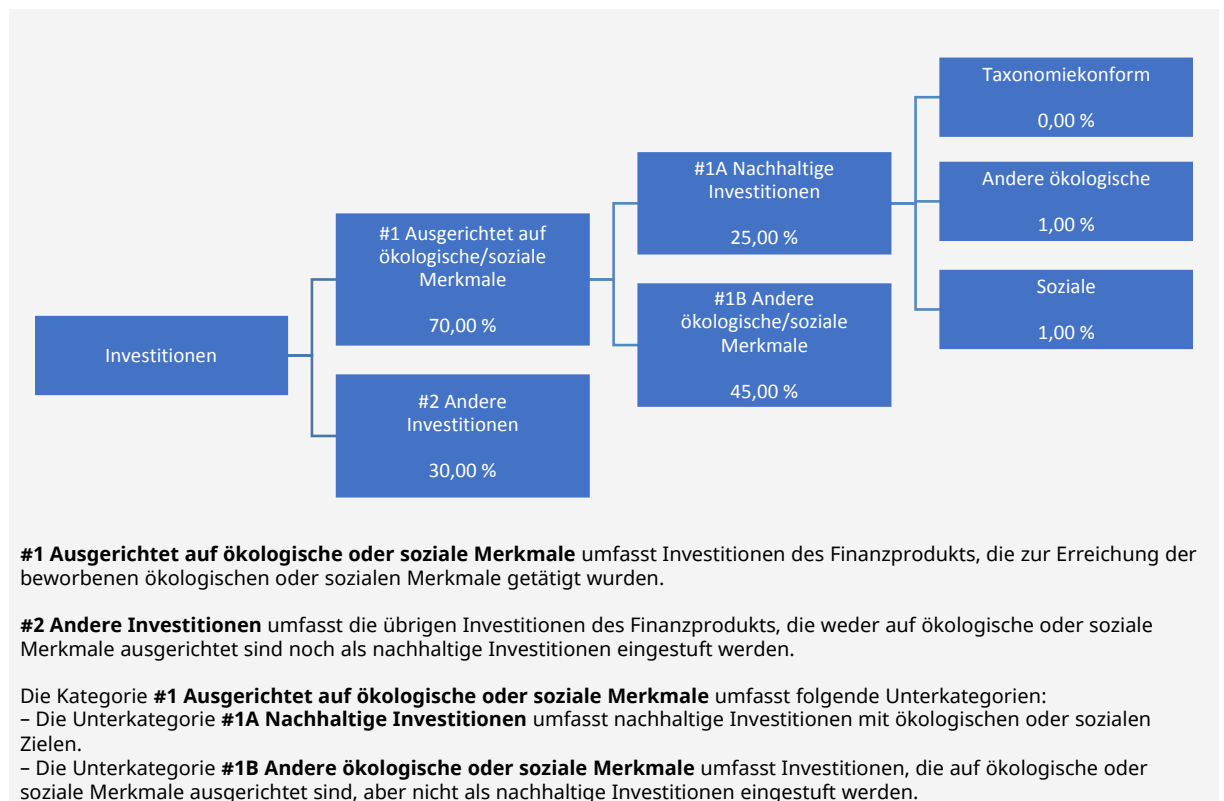 Investitionen
#1 Ausgerichtet auf
ökologische/soziale
Merkmale
70,00 %
#2 Andere
Investitionen
30,00 %
#1A Nachhaltige
Investitionen
25,00 %
#1B Andere
ökologische/soziale
Merkmale
45,00 %
Taxonomiekonform
0,00 %
Andere ökologische
1,00 %
Soziale
1,00 %
#1 Ausgerichtet auf ökologische oder soziale Merkmale umfasst Investitionen des Finanzprodukts, die zur Erreichung der
beworbenen ökologischen oder sozialen Merkmale getätigt wurden.
#2 Andere Investitionen umfasst die übrigen Investitionen des Finanzprodukts, die weder auf ökologische oder soziale
Merkmale ausgerichtet sind noch als nachhaltige Investitionen eingestuft werden.
Die Kategorie #1 Ausgerichtet auf ökologische oder soziale Merkmale umfasst folgende Unterkategorien:
– Die Unterkategorie #1A Nachhaltige Investitionen umfasst nachhaltige Investitionen mit ökologischen oder sozialen
Zielen.
– Die Unterkategorie #1B Andere ökologische oder soziale Merkmale umfasst Investitionen, die auf ökologische oder
soziale Merkmale ausgerichtet sind, aber nicht als nachhaltige Investitionen eingestuft werden.